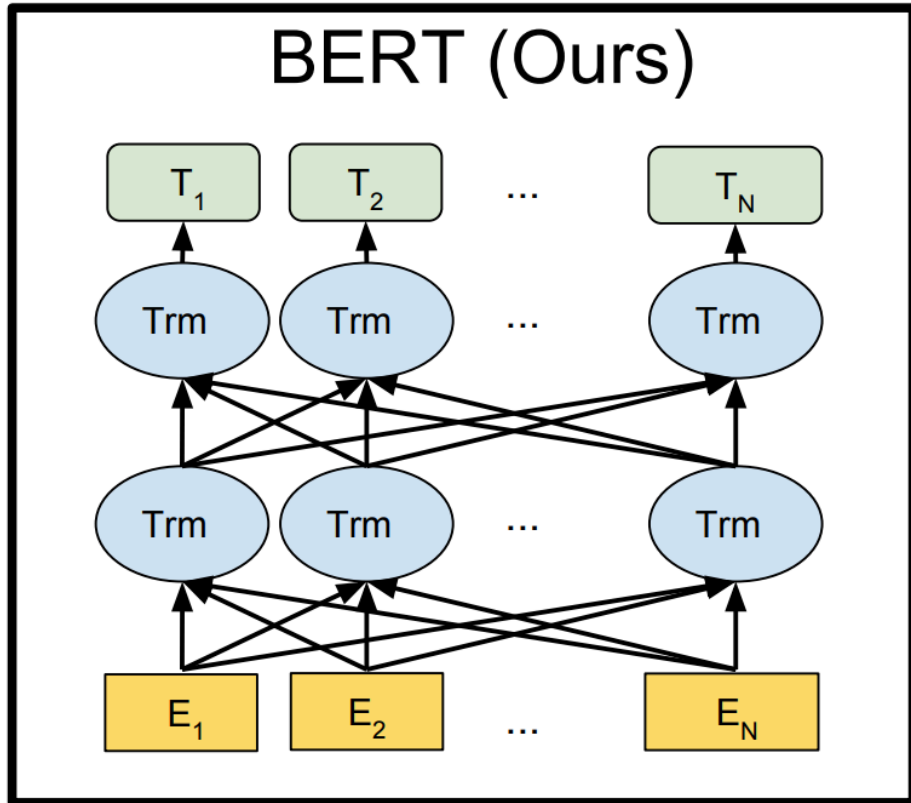 BERT (Ours)
T1 T2 ... TN
Trm Trm ... Trm
Trm Trm ... Trm
E1 E2 ... EN